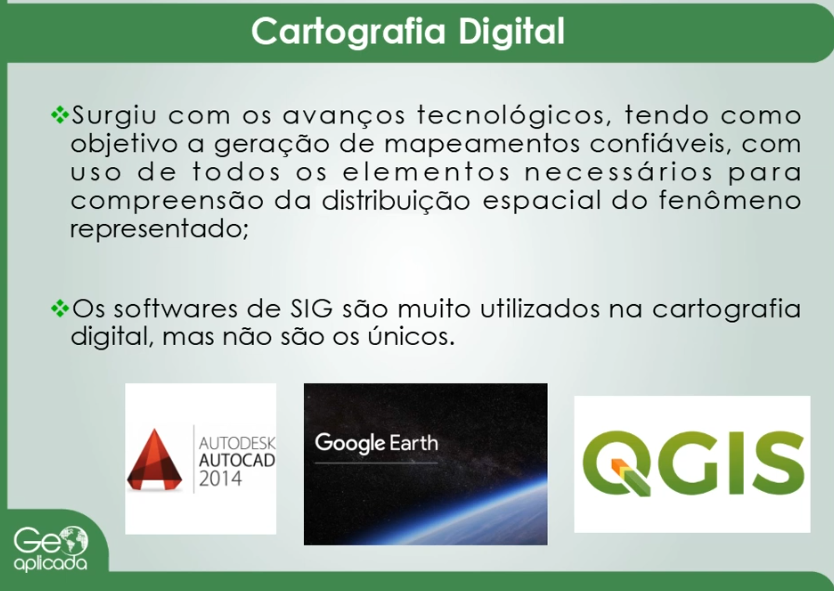 Cartografia Digital
❖Surgiu com os avanços tecnológicos, tendo como
objetivo a geração de mapeamentos confiáveis, com
uso de todos os elementos necessários para
compreensão da distribuição espacial do fenômeno
representado;
❖Os softwares de SIG são muito utilizados na cartografia
digital, mas não são os únicos.
AUTODESK
AUTOCAD
2014
Google Earth
QGIS
Geo
aplicada